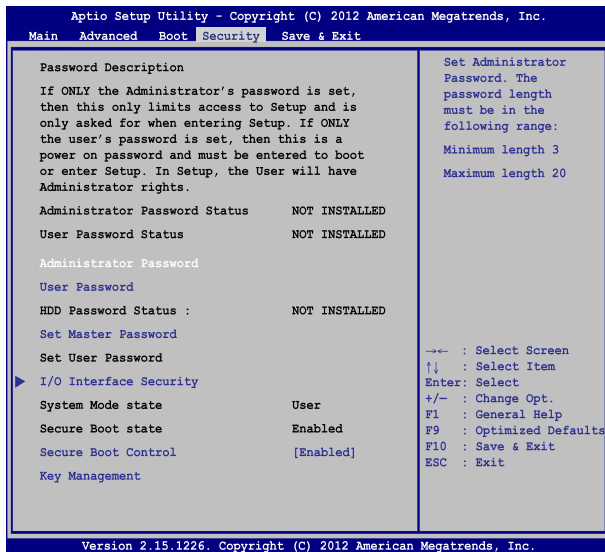 Aptio Setup Utility - Copyright (C) 2012 American Megatrends, Inc.
Main Advanced Boot Security Save & Exit
Password Description
If ONLY the Administrator's password is set,
then this only limits access to Setup and is
only asked for when entering Setup. If ONLY
the user's password is set, then this is a
power on password and must be entered to boot
or enter Setup. In Setup, the User will have
Administrator rights.
Administrator Password Status NOT INSTALLED
User Password Status NOT INSTALLED
Administrator Password
User Password
HDD Password Status : NOT INSTALLED
Set Master Password
Set User Password
I/O Interface Security
System Mode state User
Secure Boot state Enabled
Secure Boot Control [Enabled]
Key Management
Set Administrator
Password. The
password length
must be in the
following range:
Minimum length 3
Maximum length 20
→← : Select Screen
↑↓ : Select Item
Enter: Select
+/— : Change Opt.
F1 : General Help
F9 : Optimized Defaults
F10 : Save & Exit
ESC : Exit
Version 2.15.1226. Copyright (C) 2012 American Megatrends, Inc.